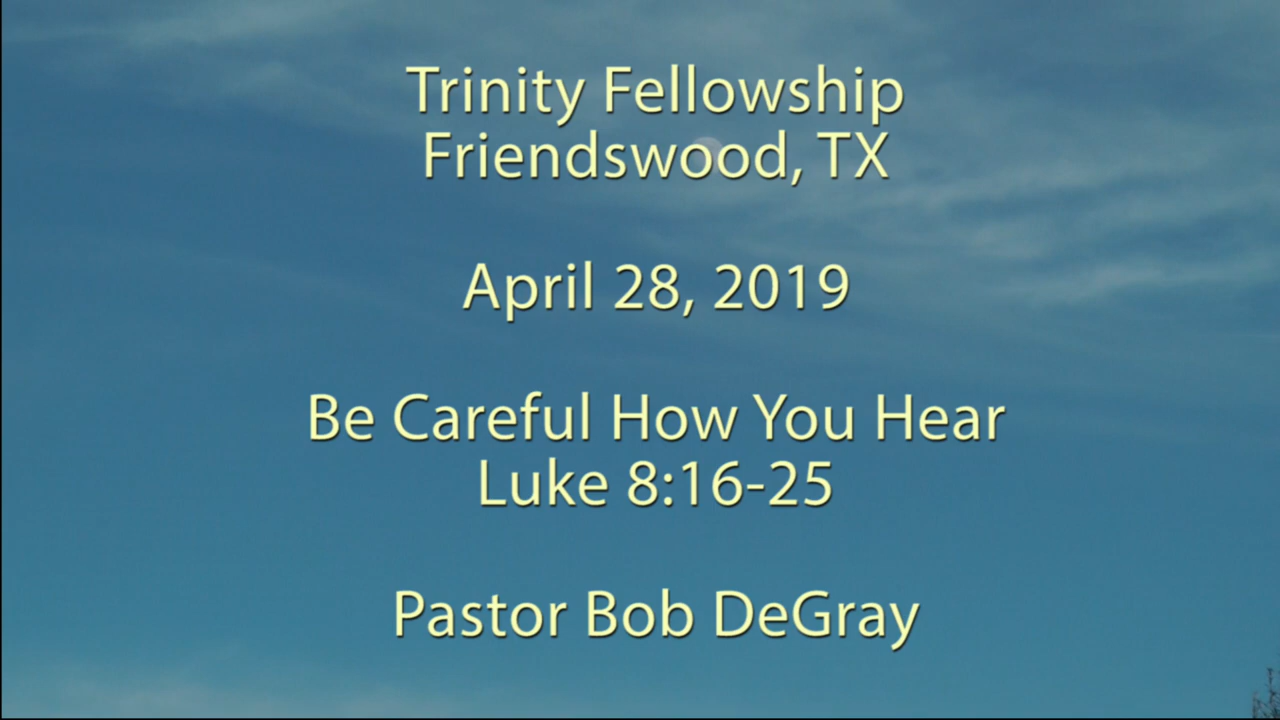 Trinity Fellowship
Friendswood, TX
April 28, 2019
Be Careful How You Hear
Luke 8:16-25
Pastor Bob DeGray